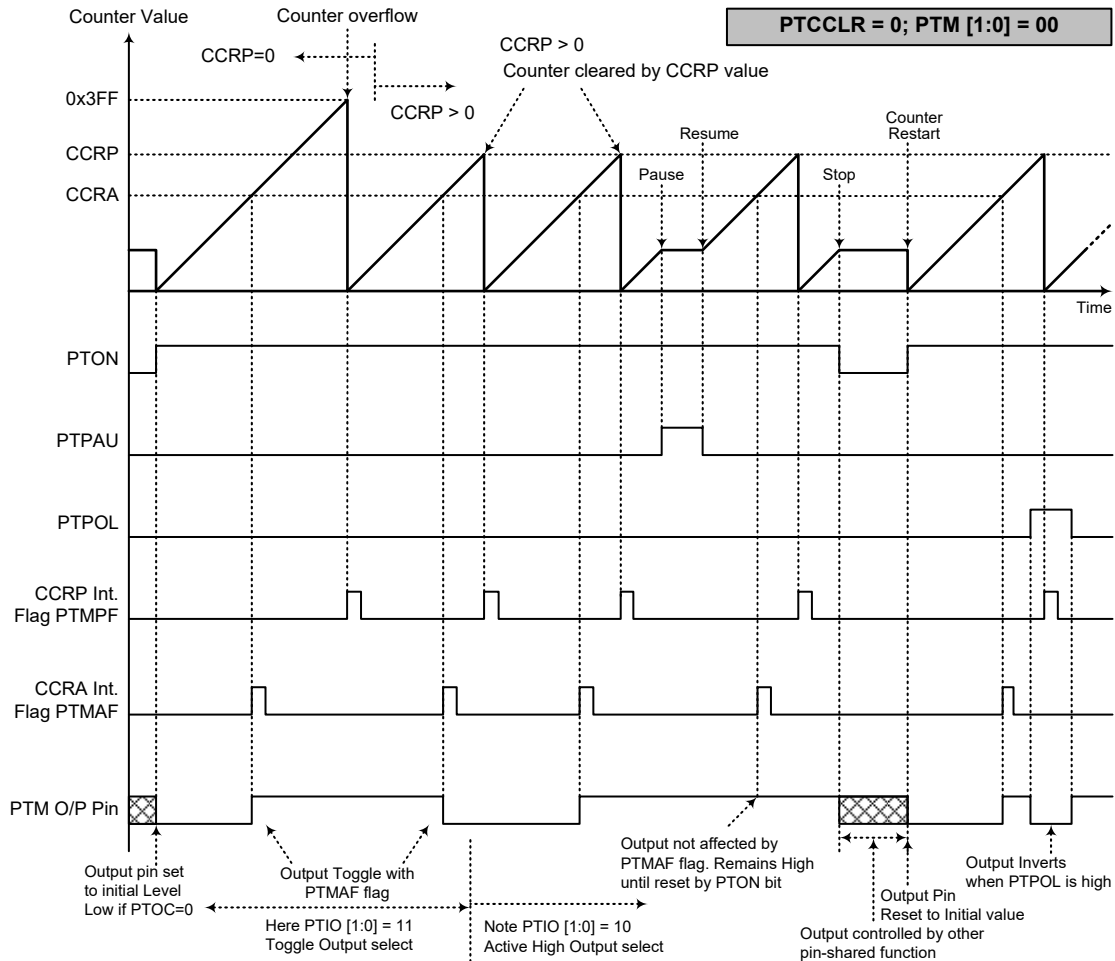 Counter Value
Counter overflow
PTCCLR = 0; PTM [1:0] = 00
CCRP=0
CCRP > 0
CCRP > 0
Counter cleared by CCRP value
0x3FF
CCRP
CCRA
Pause
Resume
Stop
Counter
Restart
Time
PTON
PTPAU
PTPOL
CCRP Int.
Flag PTMPF
CCRA Int.
Flag PTMAF
PTM O/P Pin
Output pin set
to initial Level
Low if PTOC=0
Output Toggle with
PTMAF flag
Here PTIO [1:0] = 11
Toggle Output select
Note PTIO [1:0] = 10
Active High Output select
Output not affected by
PTMAF flag. Remains High
until reset by PTON bit
Output Pin
Reset to Initial value
Output controlled by other
pin-shared function
Output Inverts
when PTPOL is high